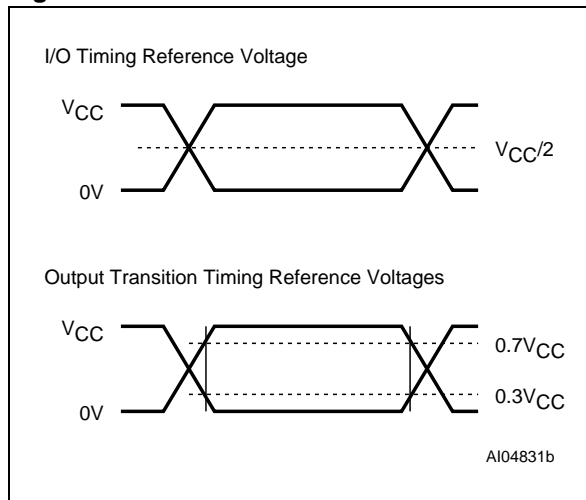 I/O Timing Reference Voltage
VCC
VCC/2
0V
Output Transition Timing Reference Voltages
VCC
0.7VCC
0.3VCC
0V
AI04831b